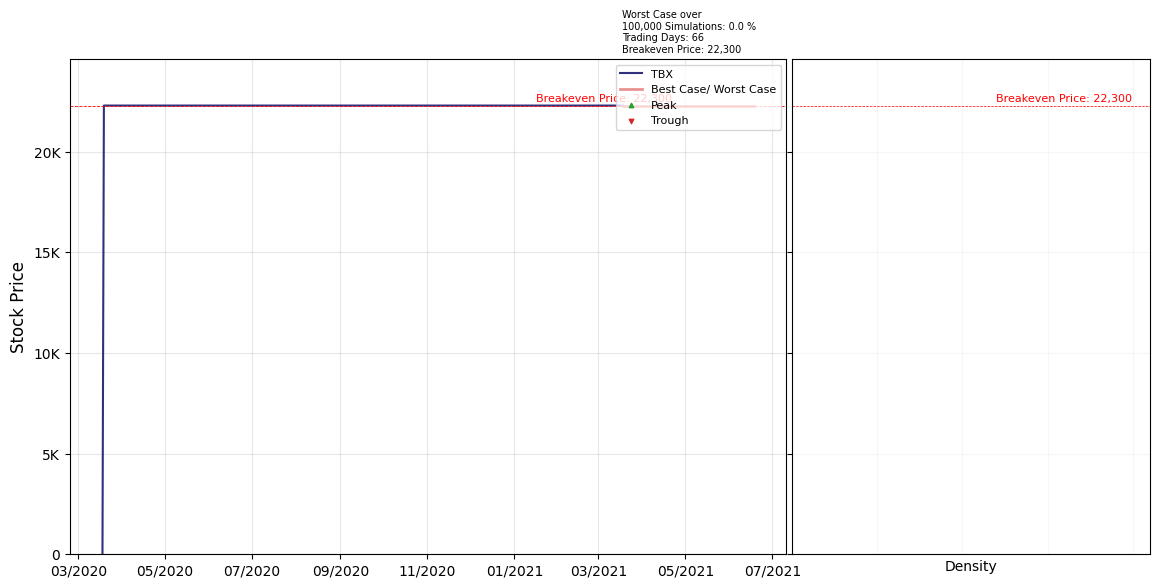 Worst Case over
100,000 Simulations: 0.0 %
Trading Days: 66
Breakeven Price: 22,300
TBX
Best Case/ Worst Case
Peak
Trough
Breakeven Price: 22,300
Breakeven Price: 22,300
20K
15K
10K
5K
0
Stock Price
03/2020 05/2020 07/2020 09/2020 11/2020 01/2021 03/2021 05/2021 07/2021
Density